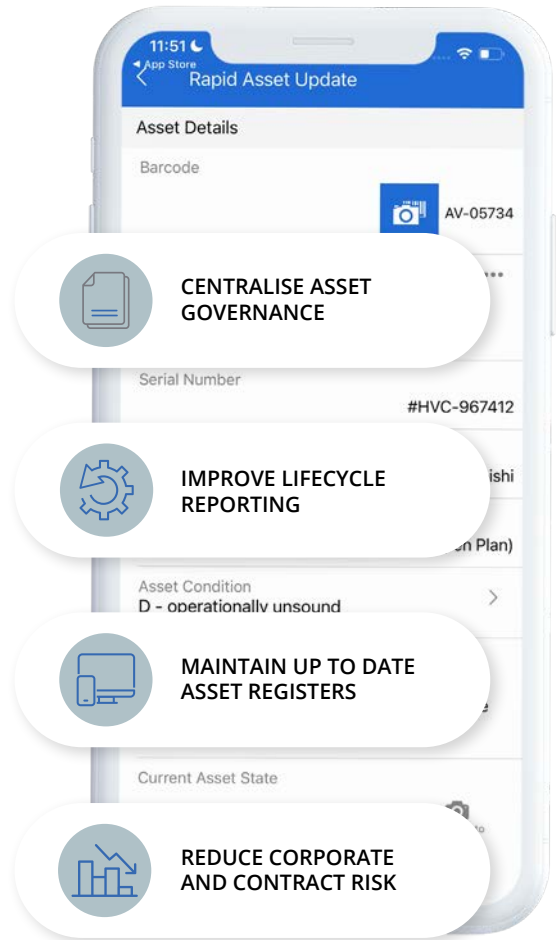 11:51
App Store
Rapid Asset Update
Asset Details
Barcode
AV-05734
CENTRALISE ASSET
GOVERNANCE
Serial Number
#HVC-967412
IMPROVE LIFECYCLE
REPORTING
ishi
Plan)
Asset Condition
D - operationally unsound
MAINTAIN UP TO DATE
ASSET REGISTERS
Current Asset State
REDUCE CORPORATE
AND CONTRACT RISK